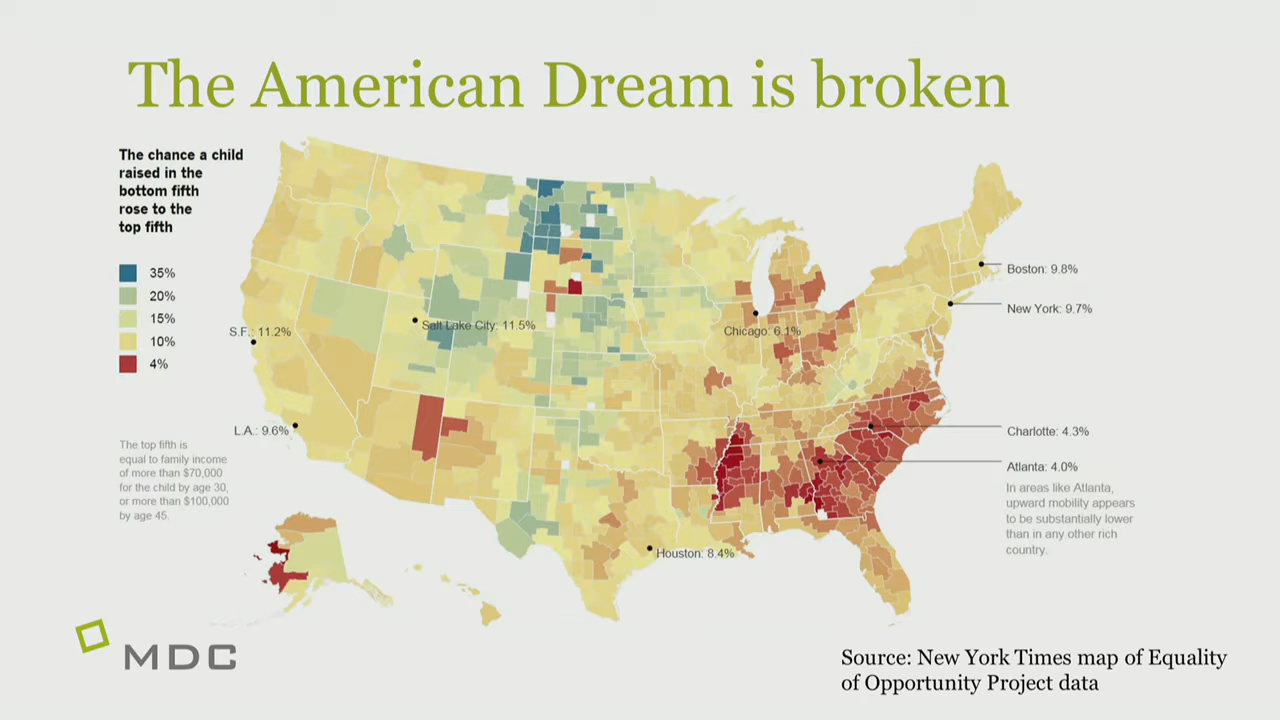 The American Dream is broken
The chance a child
raised in the
bottom fifth
rose to the
top fifth
35%
20%
15%
10%
4%
S.F.: 11.2%
Salt Lake City: 11.5%
Chicago: 6.1%
Boston: 9.8%
New York: 9.7%
L.A.: 9.6%
Charlotte: 4.3%
Atlanta: 4.0%
In areas like Atlanta,
upward mobility appears
to be substantially lower
than in any other rich
country.
The top fifth is
equal to family income
of more than $70,000
for the child by age 30,
or more than $100,000
by age 45.
Houston: 8.4%
MDC
Source: New York Times map of Equality
of Opportunity Project data